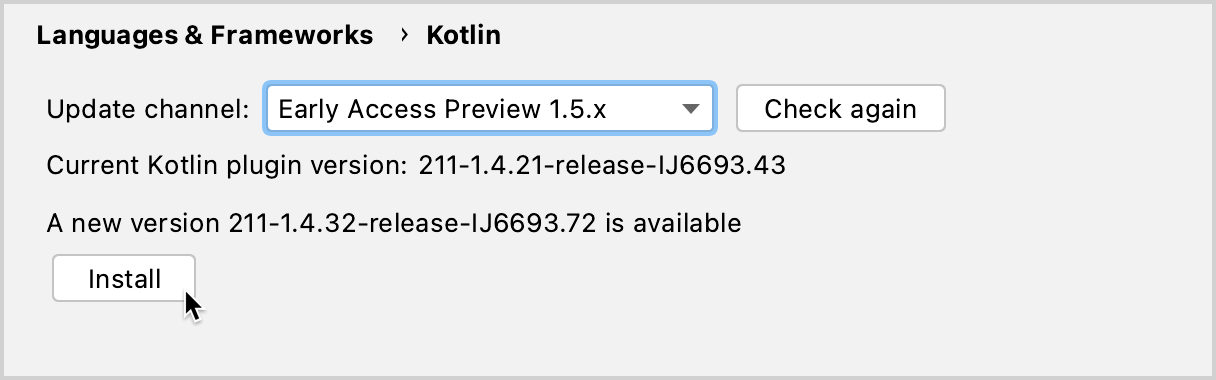 Languages & Frameworks › Kotlin
Update channel: Early Access Preview 1.5.x Check again
Current Kotlin plugin version: 211-1.4.21-release-IJ6693.43
A new version 211-1.4.32-release-IJ6693.72 is available
Install